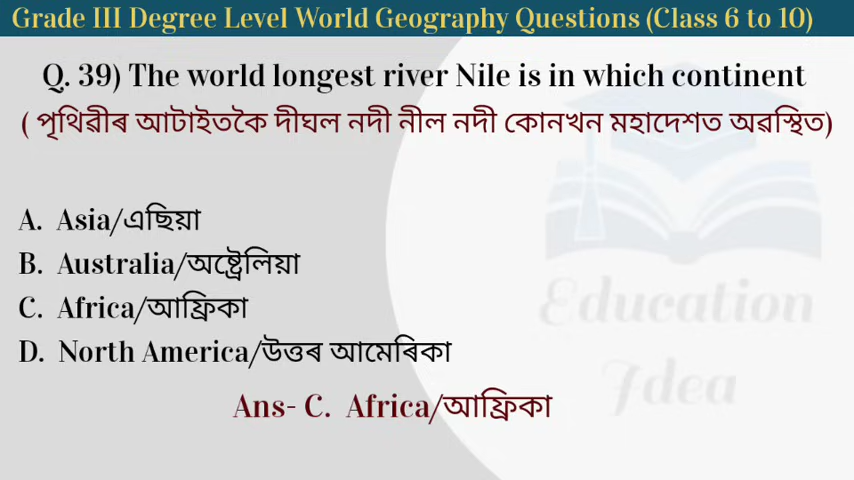 Grade III Degree Level World Geography Questions (Class 6 to 10)
Q. 39) The world longest river Nile is in which continent
( পৃথিৱীৰ আটাইতকৈ দীঘল নদী নীল নদী কোনখন মহাদেশত অৱস্থিত)
A. Asia/এছিয়া
B. Australia/অষ্ট্ৰেলিয়া
C. Africa/আফ্ৰিকা
D. North America/উত্তৰ আমেৰিকা
Ans- C. Africa/আফ্ৰিকা
Education
Idea